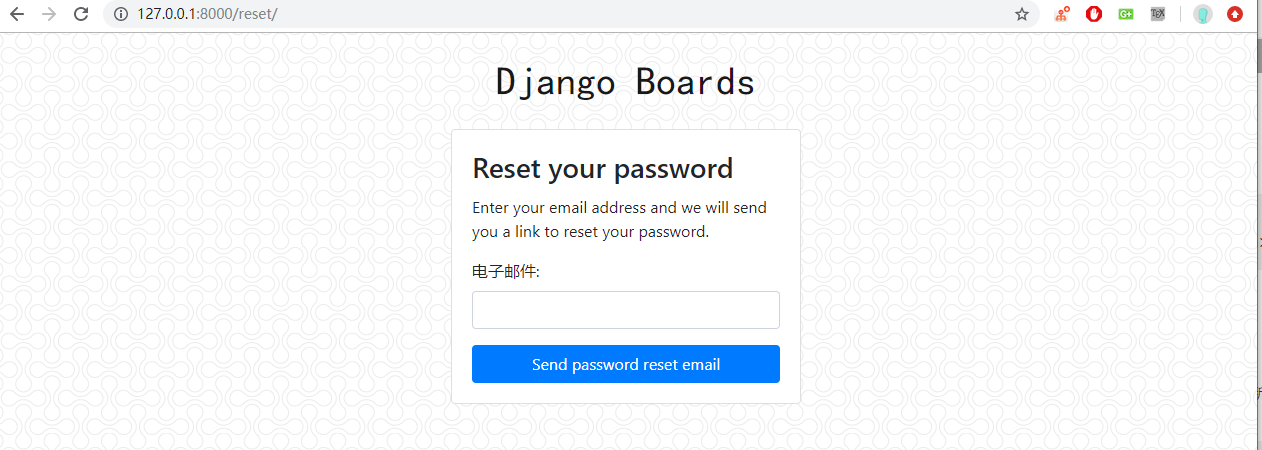 127.0.0.1:8000/reset/
G+
TEX
Django Boards
Reset your password
Enter your email address and we will send
you a link to reset your password.
电子邮件:
Send password reset email